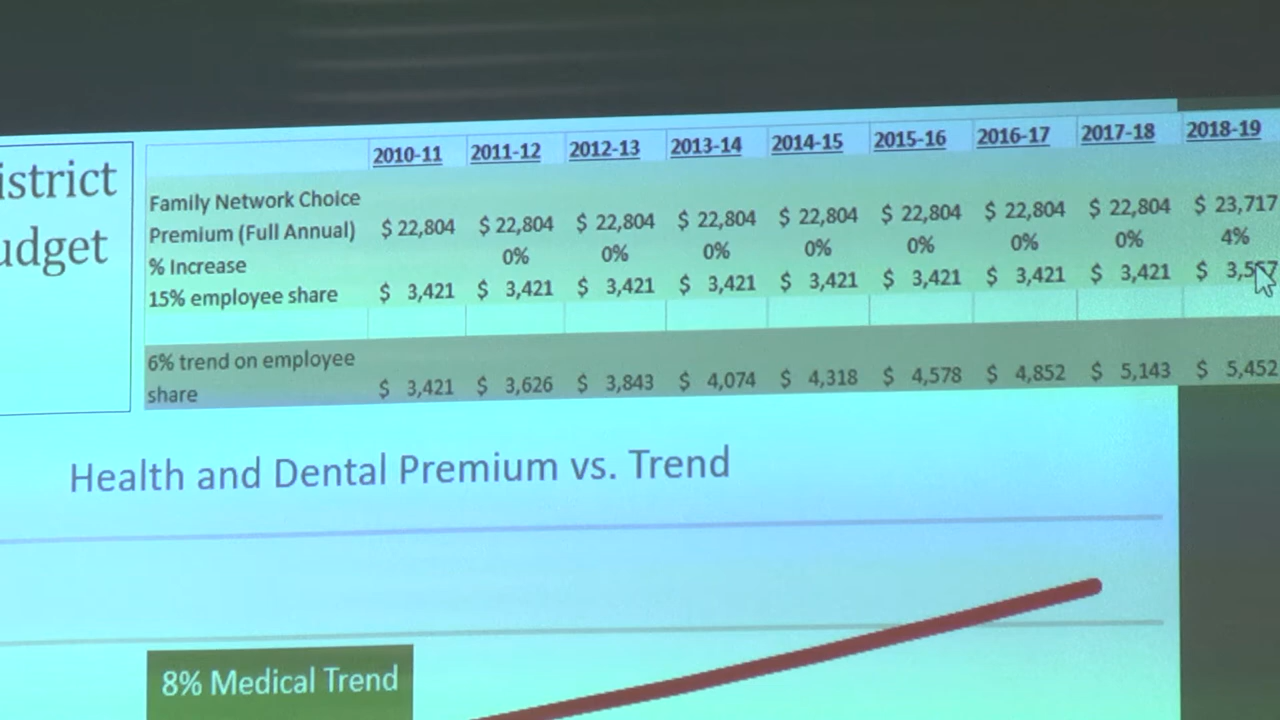 istrict
udget
2010-11 2011-12 2012-13 2013-14 2014-15 2015-16 2016-17 2017-18 2018-19
Family Network Choice
Premium (Full Annual) $ 22,804 $ 22,804 $ 22,804 $ 22,804 $ 22,804 $ 22,804 $ 22,804 $ 22,804 $ 23,717
% Increase 0% 0% 0% 0% 0% 0% 0% 4%
15% employee share $ 3,421 $ 3,421 $ 3,421 $ 3,421 $ 3,421 $ 3,421 $ 3,421 $ 3,421 $ 3,557
6% trend on employee
share $ 3,421 $ 3,626 $ 3,843 $ 4,074 $ 4,318 $ 4,578 $ 4,852 $ 5,143 $ 5,452
Health and Dental Premium vs. Trend
8% Medical Trend